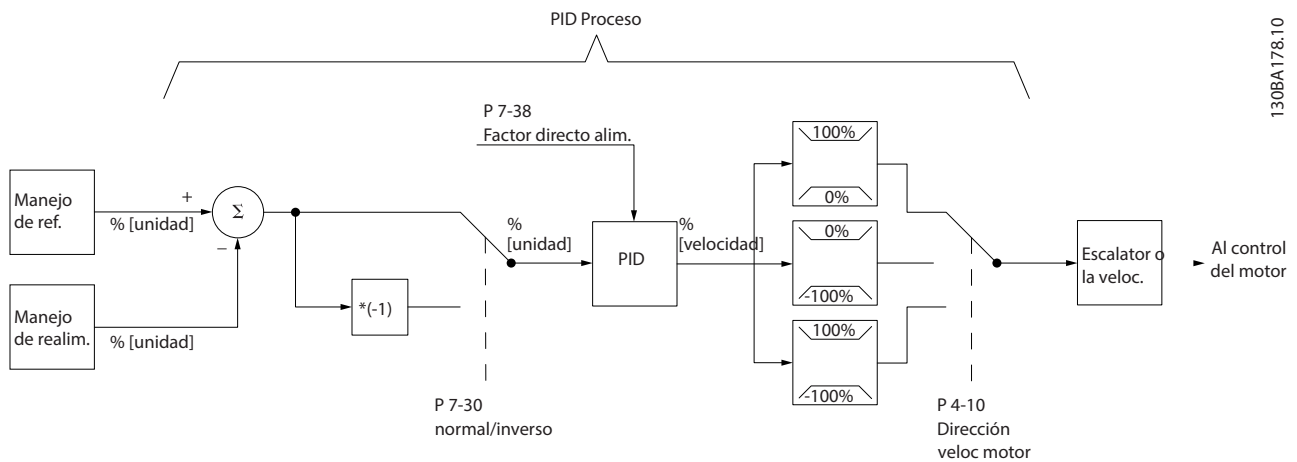 PID Proceso
130BA178.10
P 7-38
Factor directo alim.
100%
0%
Manejo
de ref.
+
% [unidad]
Σ
–
%
[unidad]
PID
%
[velocidad]
0%
-100%
Escalator o
la veloc.
Al control
del motor
*(-1)
Manejo
de realim.
% [unidad]
100%
-100%
P 7-30
normal/inverso
P 4-10
Dirección
veloc motor